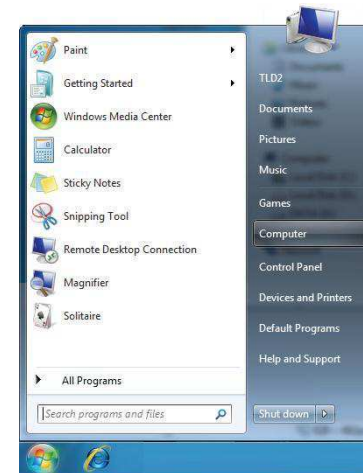 Paint
Getting Started
Windows Media Center
Calculator
Sticky Notes
Snipping Tool
Remote Desktop Connection
Magnifier
Solitaire
All Programs
Search programs and files
TLD2
Documents
Pictures
Music
Games
Computer
Control Panel
Devices and Printers
Default Programs
Help and Support
Shut down